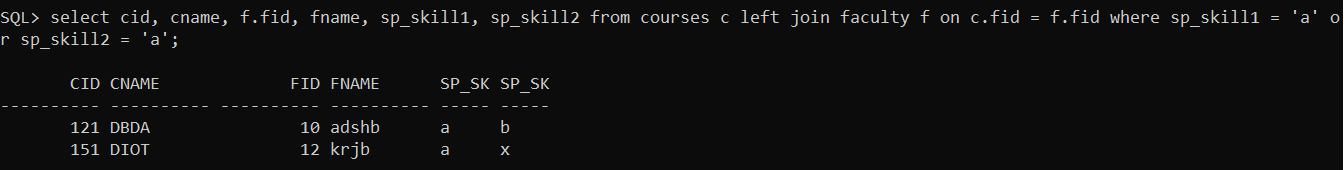 SQL> select cid, cname, f.fid, fname, sp_skill1, sp_skill2 from courses c left join faculty f on c.fid = f.fid where sp_skill1 = 'a' o
r sp_skill2 = 'a';
       CID CNAME             FID FNAME      SP_SK SP_SK
---------- ---------- ---------- ---------- ----- -----
       121 DBDA               10 adshb      a     b
       151 DIOT               12 krjb       a     x